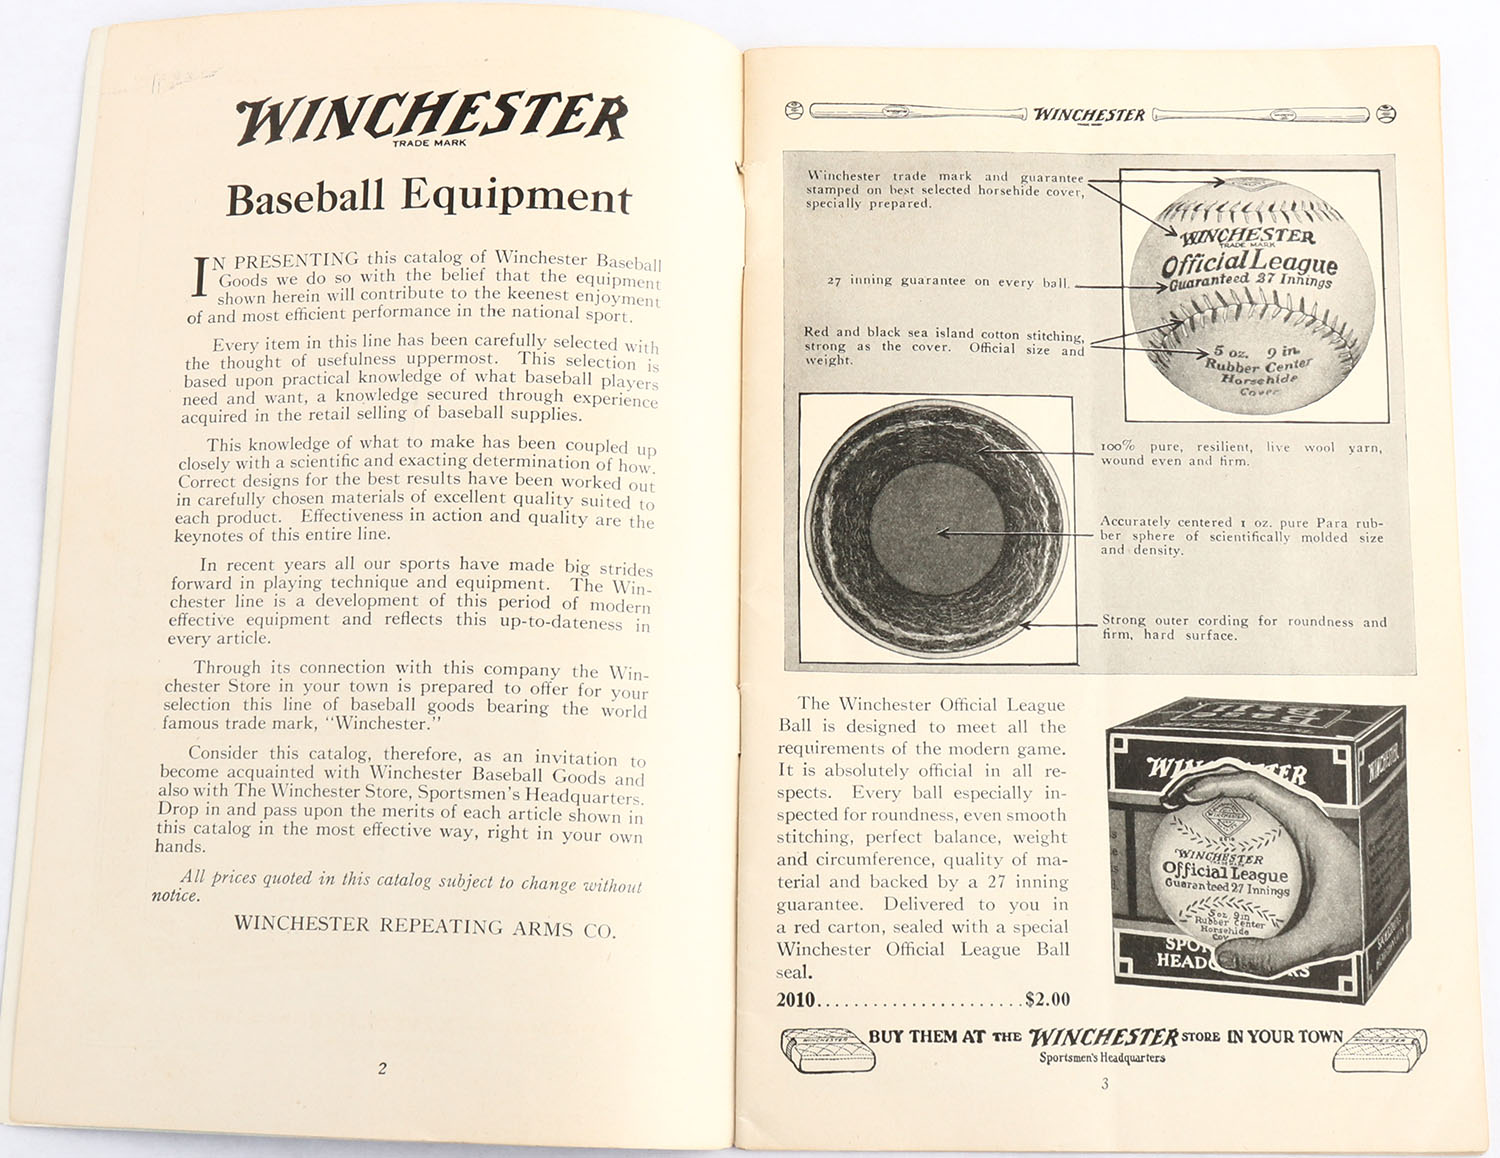 WINCHESTER
TRADE MARK
Baseball Equipment
IN PRESENTING this catalog of Winchester Baseball
Goods we do so with the belief that the equipment
shown herein will contribute to the keenest enjoyment
of and most efficient performance in the national sport.
Every item in this line has been carefully selected with
the thought of usefulness uppermost. This selection is
based upon practical knowledge of what baseball players
need and want, a knowledge secured through experience
acquired in the retail selling of baseball supplies.
This knowledge of what to make has been coupled up
closely with a scientific and exacting determination of how.
Correct designs for the best results have been worked out
in carefully chosen materials of excellent quality suited to
each product. Effectiveness in action and quality are the
keynotes of this entire line.
In recent years all our sports have made big strides
forward in playing technique and equipment. The Win-
chester line is a development of this period of modern
effective equipment and reflects this up-to-dateness in
every article.
Through its connection with this company the Win-
chester Store in your town is prepared to offer for your
selection this line of baseball goods bearing the world
famous trade mark, "Winchester."
Consider this catalog, therefore, as an invitation to
become acquainted with Winchester Baseball Goods and
also with The Winchester Store, Sportsmen's Headquarters.
Drop in and pass upon the merits of each article shown in
this catalog in the most effective way, right in your own
hands.
All prices quoted in this catalog subject to change without
notice.
WINCHESTER REPEATING ARMS CO.
2
WINCHESTER
TRADE MARK
Winchester trade mark and guarantee
stamped on best selected horsehide cover,
specially prepared.
27 inning guarantee on every ball.
Red and black sea island cotton stitching,
strong as the cover. Official size and
weight.
WINCHESTER
TRADE MARK
Official League
Guaranteed 27 Innings
5 oz. 9 in.
Rubber Center
Horsehide
Cover
100% pure, resilient, live wool yarn,
wound even and firm.
Accurately centered 1 oz. pure Para rub-
ber sphere of scientifically molded size
and density.
Strong outer cording for roundness and
firm, hard surface.
The Winchester Official League
Ball is designed to meet all the
requirements of the modern game.
It is absolutely official in all re-
spects. Every ball especially in-
spected for roundness, even smooth
stitching, perfect balance, weight
and circumference, quality of ma-
terial and backed by a 27 inning
guarantee. Delivered to you in
a red carton, sealed with a special
Winchester Official League Ball
seal.
2010......................$2.00
Base
Ball
WINCHESTER
WINCHESTER
WINCHESTER
Official League
Guaranteed 27 Innings
5 oz. 9 in
Rubber Center
Horsehide
Cov
SPO
HEADQ RS
BUY THEM AT THE WINCHESTER STORE IN YOUR TOWN
Sportsmen's Headquarters
3